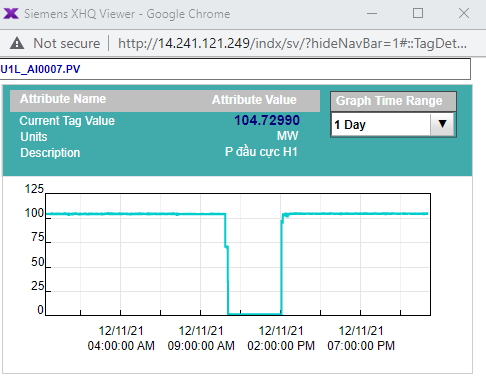 Siemens XHQ Viewer - Google Chrome
Not secure | http://14.241.121.249/indx/sv/?hideNavBar=1#::TagDet...
U1L_AI0007.PV
Attribute Name Attribute Value
Current Tag Value 104.72990
Units MW
Description P đầu cực H1
Graph Time Range
1 Day
125
100
75
50
25
0
12/11/21 12/11/21 12/11/21 12/11/21
04:00:00 AM 09:00:00 AM 02:00:00 PM 07:00:00 PM